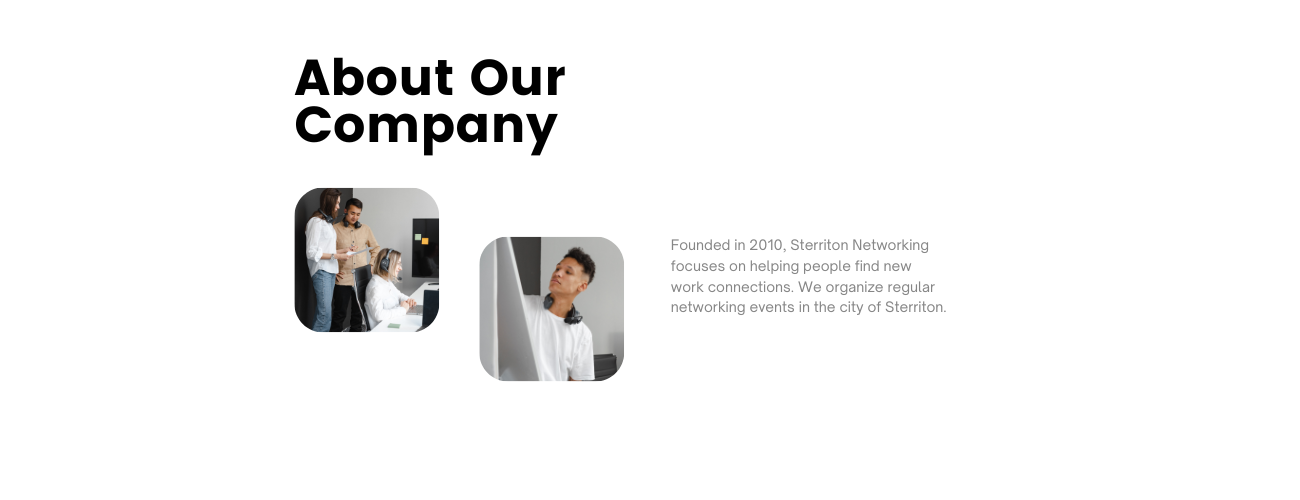 About Our
Company
Founded in 2010, Sterriton Networking
focuses on helping people find new
work connections. We organize regular
networking events in the city of Sterriton.